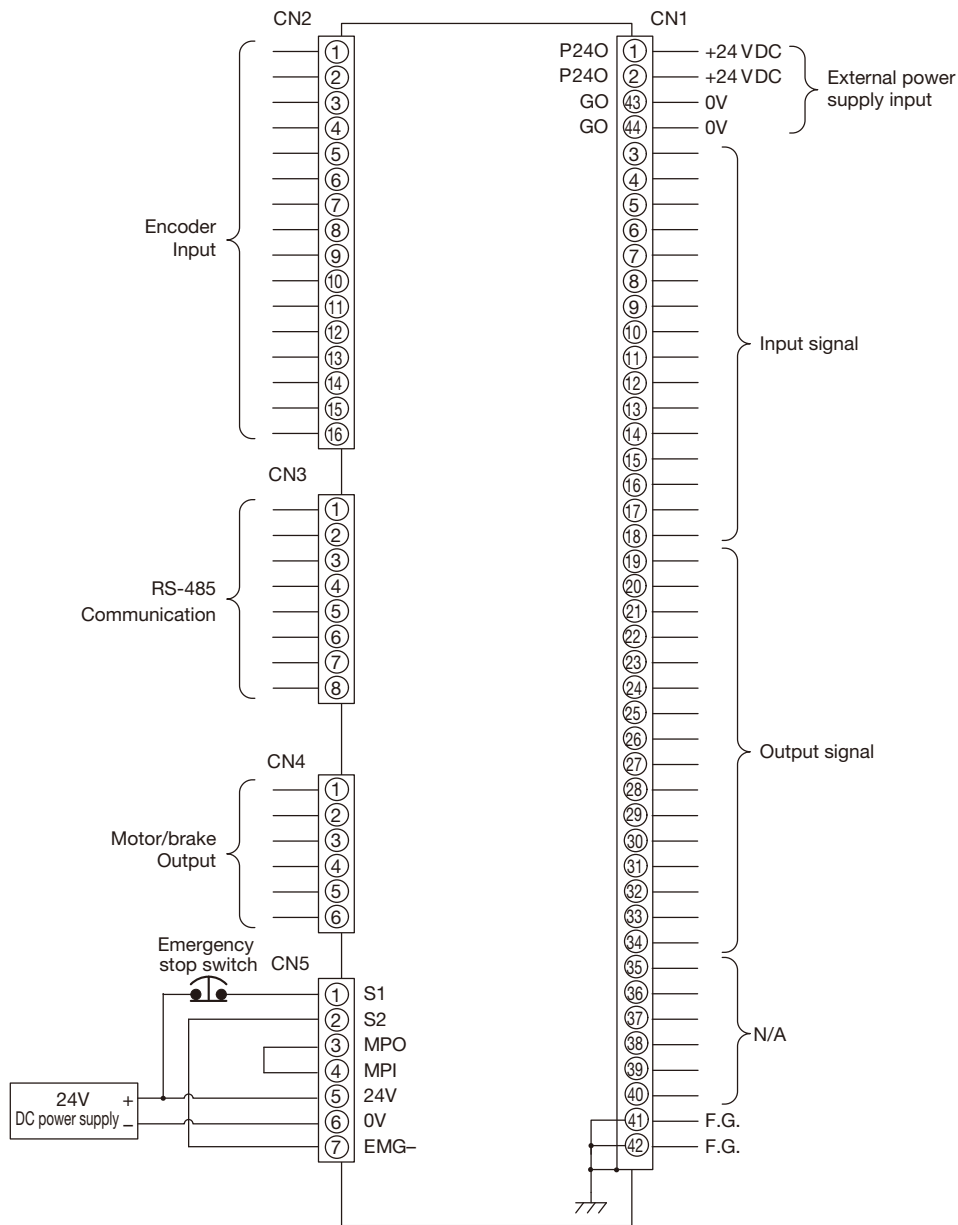 CN2
①
②
③
④
⑤
⑥
⑦
⑧
⑨
⑩
⑪
⑫
⑬
⑭
⑮
⑯
Encoder
Input
CN3
①
②
③
④
⑤
⑥
⑦
⑧
RS-485
Communication
CN4
①
②
③
④
⑤
⑥
Motor/brake
Output
Emergency
stop switch
CN5
① S1
② S2
③ MPO
④ MPI
⑤ 24V
⑥ 0V
⑦ EMG–
24V +
DC power supply –
CN1
P24O ① +24 V DC
P24O ② +24 V DC
GO ㊸ 0V
GO ㊹ 0V
External power
supply input
③
④
⑤
⑥
⑦
⑧
⑨
⑩
⑪
⑫
⑬
⑭
⑮
⑯
⑰
⑱
Input signal
⑲
⑳
㉑
㉒
㉓
㉔
㉕
㉖
㉗
㉘
㉙
㉚
㉛
㉜
㉝
㉞
Output signal
㉟
㊱
㊲
㊳
㊴
㊵
N/A
㊶ F.G.
㊷ F.G.